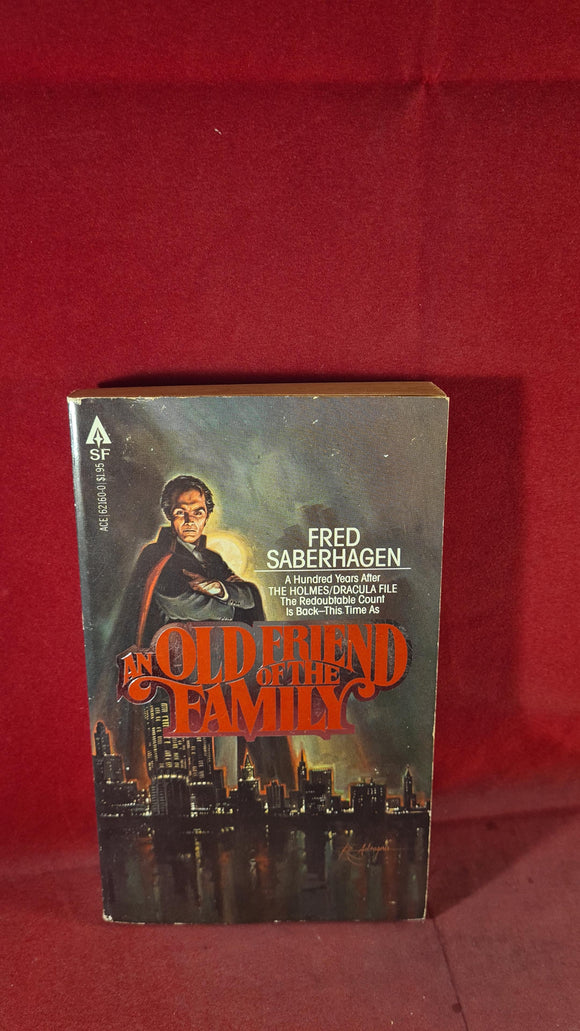 SF
ACE | 62160-0 | $1.95
FRED
SABERHAGEN
A Hundred Years After
THE HOLMES/DRACULA FILE
The Redoubtable Count
Is Back—This Time As
AN OLD FRIEND
OF THE
FAMILY